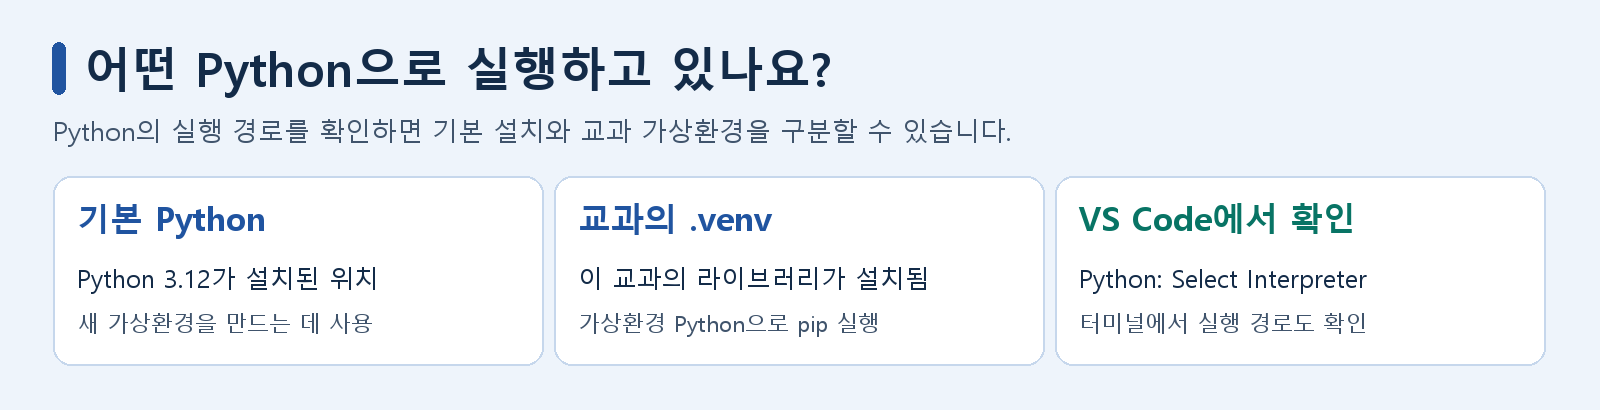 어떤 Python으로 실행하고 있나요?
Python의 실행 경로를 확인하면 기본 설치와 교과 가상환경을 구분할 수 있습니다.
기본 Python
Python 3.12가 설치된 위치
새 가상환경을 만드는 데 사용
교과의 .venv
이 교과의 라이브러리가 설치됨
가상환경 Python으로 pip 실행
VS Code에서 확인
Python: Select Interpreter
터미널에서 실행 경로도 확인